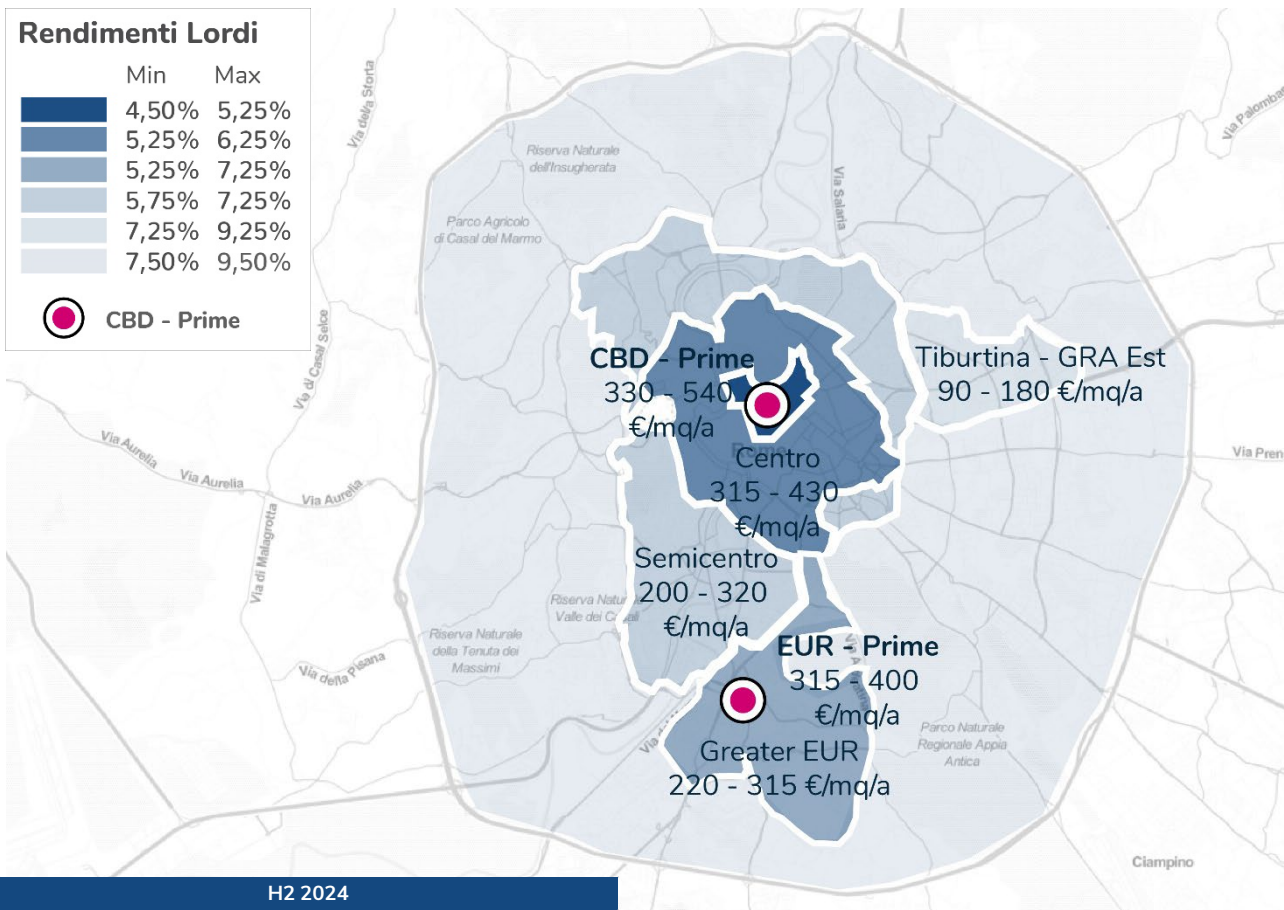 Rendimenti Lordi
Min Max
4,50% 5,25%
5,25% 6,25%
5,25% 7,25%
5,75% 7,25%
7,25% 9,25%
7,50% 9,50%
CBD - Prime
Via della Storta
Riserva Naturale
dell'Insugherata
Via Salaria
Parco Agricolo
di Casal del Marmo
Via di Casal Selce
CBD - Prime
330 - 540
€/mq/a
Tiburtina - GRA Est
90 - 180 €/mq/a
Via Aurelia
Via Aurelia
Via Aurelia
Centro
315 - 430
€/mq/a
Via di Malagrotta
Semicentro
200 - 320
€/mq/a
Riserva
Valle dei
Riserva Naturale
della Tenuta dei
Massimi
Via della Pisana
EUR - Prime
315 - 400
€/mq/a
Parco Naturale
Regionale Appia
Antica
Greater EUR
220 - 315 €/mq/a
Ciampino
H2 2024